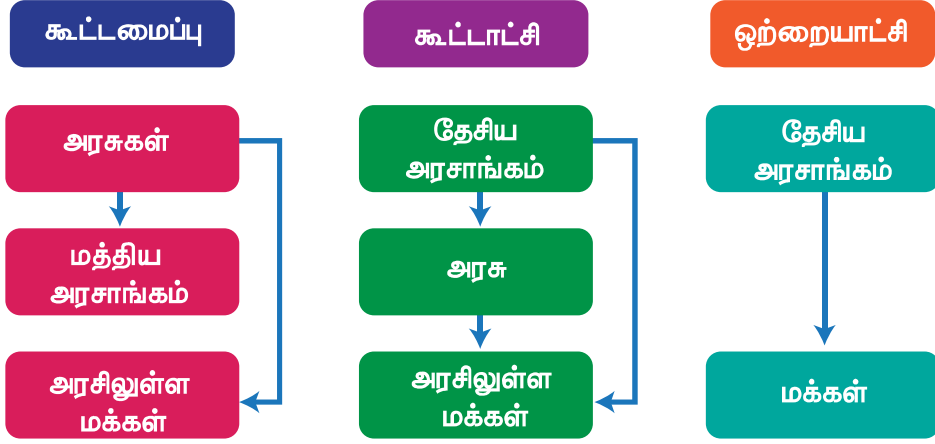 கூட்டமைப்பு
அரசுகள்
மத்திய
அரசாங்கம்
அரசிலுள்ள
மக்கள்
கூட்டாட்சி
தேசிய
அரசாங்கம்
அரசு
அரசிலுள்ள
மக்கள்
ஒற்றையாட்சி
தேசிய
அரசாங்கம்
மக்கள்